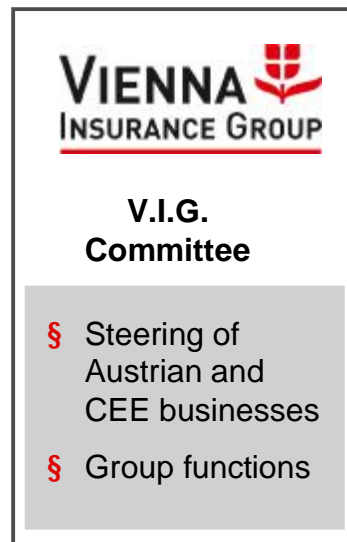 VIENNA
INSURANCE GROUP
V.I.G.
Committee
§ Steering of
Austrian and
CEE businesses
§ Group functions